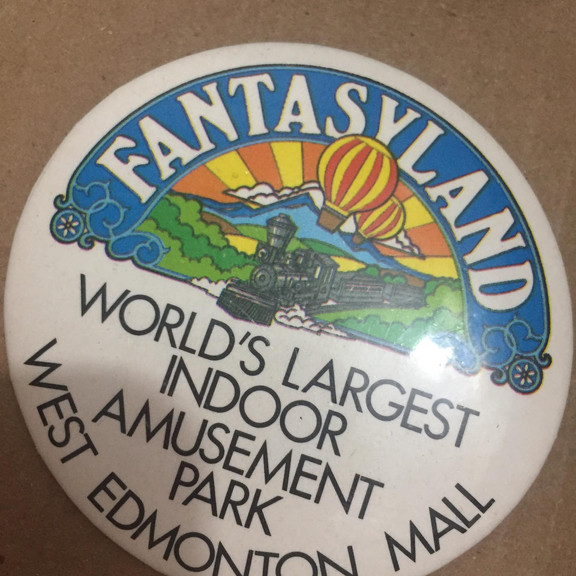 FANTASYLAND
WORLD'S LARGEST
INDOOR
AMUSEMENT
PARK
WEST EDMONTON MALL